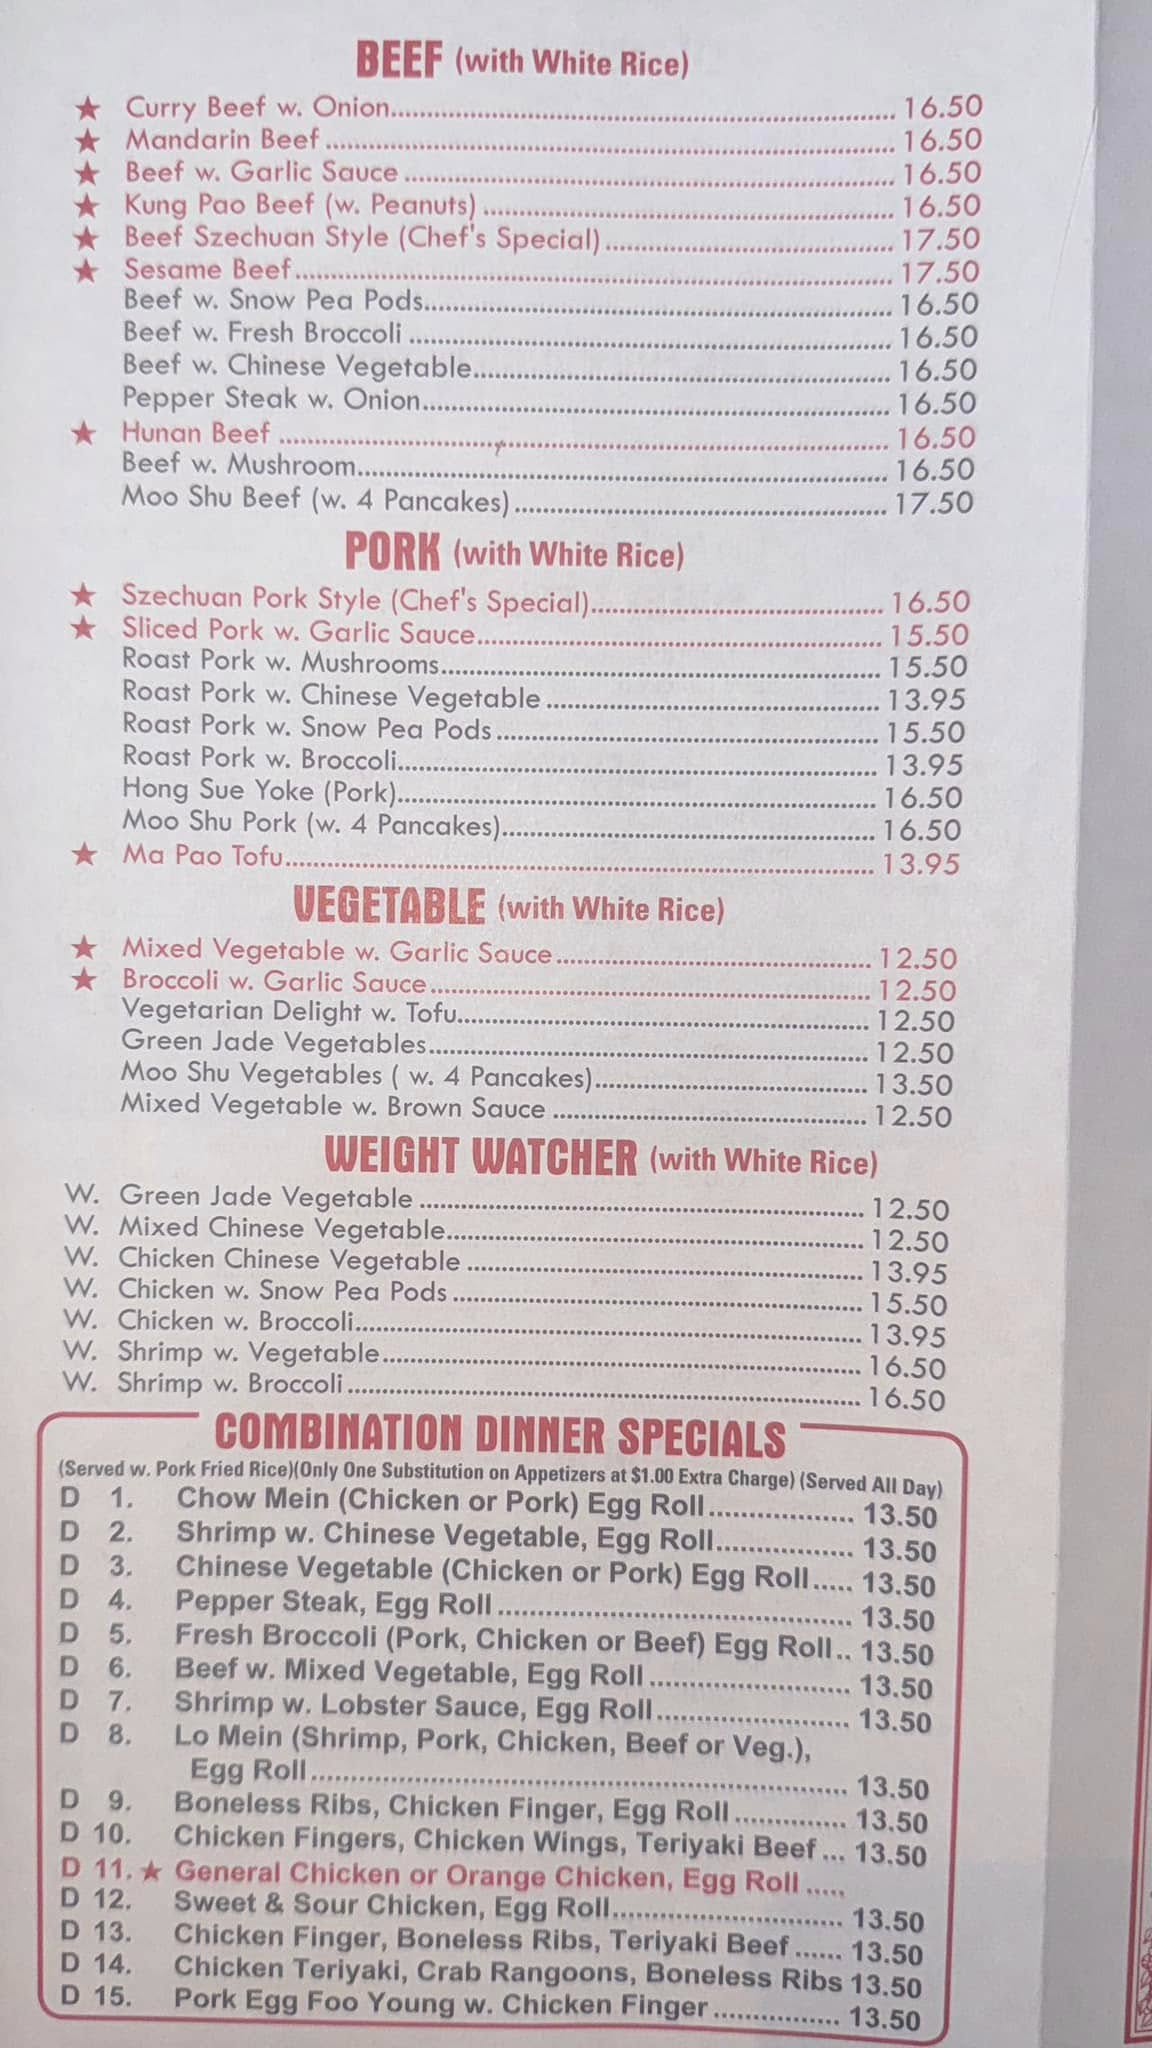 BEEF (with White Rice)
★ Curry Beef w. Onion 16.50
★ Mandarin Beef 16.50
★ Beef w. Garlic Sauce 16.50
★ Kung Pao Beef (w. Peanuts) 16.50
★ Beef Szechuan Style (Chef's Special) 17.50
★ Sesame Beef 17.50
Beef w. Snow Pea Pods 16.50
Beef w. Fresh Broccoli 16.50
Beef w. Chinese Vegetable 16.50
Pepper Steak w. Onion 16.50
★ Hunan Beef 16.50
Beef w. Mushroom 16.50
Moo Shu Beef (w. 4 Pancakes) 17.50
PORK (with White Rice)
★ Szechuan Pork Style (Chef's Special) 16.50
★ Sliced Pork w. Garlic Sauce 15.50
Roast Pork w. Mushrooms 15.50
Roast Pork w. Chinese Vegetable 13.95
Roast Pork w. Snow Pea Pods 15.50
Roast Pork w. Broccoli 13.95
Hong Sue Yoke (Pork) 16.50
Moo Shu Pork (w. 4 Pancakes) 16.50
★ Ma Pao Tofu 13.95
VEGETABLE (with White Rice)
★ Mixed Vegetable w. Garlic Sauce 12.50
★ Broccoli w. Garlic Sauce 12.50
Vegetarian Delight w. Tofu 12.50
Green Jade Vegetables 12.50
Moo Shu Vegetables ( w. 4 Pancakes) 13.50
Mixed Vegetable w. Brown Sauce 12.50
WEIGHT WATCHER (with White Rice)
W. Green Jade Vegetable 12.50
W. Mixed Chinese Vegetable 12.50
W. Chicken Chinese Vegetable 13.95
W. Chicken w. Snow Pea Pods 15.50
W. Chicken w. Broccoli 13.95
W. Shrimp w. Vegetable 16.50
W. Shrimp w. Broccoli 16.50
COMBINATION DINNER SPECIALS
(Served w. Pork Fried Rice)(Only One Substitution on Appetizers at $1.00 Extra Charge) (Served All Day)
D 1. Chow Mein (Chicken or Pork) Egg Roll 13.50
D 2. Shrimp w. Chinese Vegetable, Egg Roll 13.50
D 3. Chinese Vegetable (Chicken or Pork) Egg Roll 13.50
D 4. Pepper Steak, Egg Roll 13.50
D 5. Fresh Broccoli (Pork, Chicken or Beef) Egg Roll 13.50
D 6. Beef w. Mixed Vegetable, Egg Roll 13.50
D 7. Shrimp w. Lobster Sauce, Egg Roll 13.50
D 8. Lo Mein (Shrimp, Pork, Chicken, Beef or Veg.),
Egg Roll 13.50
D 9. Boneless Ribs, Chicken Finger, Egg Roll 13.50
D 10. Chicken Fingers, Chicken Wings, Teriyaki Beef 13.50
D 11. ★ General Chicken or Orange Chicken, Egg Roll
D 12. Sweet & Sour Chicken, Egg Roll 13.50
D 13. Chicken Finger, Boneless Ribs, Teriyaki Beef 13.50
D 14. Chicken Teriyaki, Crab Rangoons, Boneless Ribs 13.50
D 15. Pork Egg Foo Young w. Chicken Finger 13.50